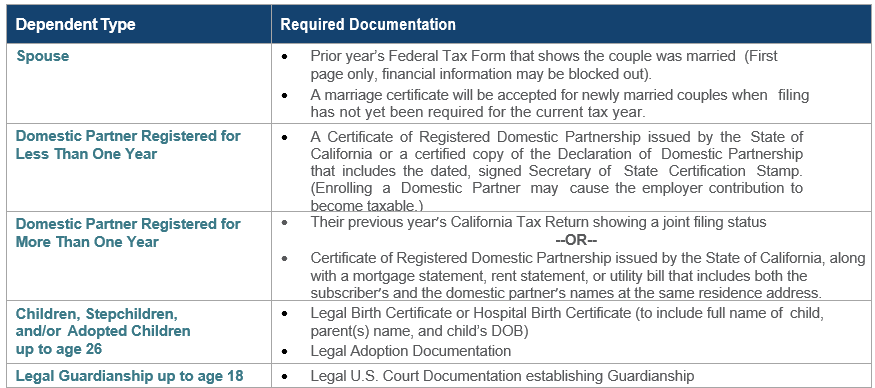 Dependent Type
Required Documentation
Spouse
• Prior year's Federal Tax Form that shows the couple was married (First
page only, financial information may be blocked out).
• A marriage certificate will be accepted for newly married couples when filing
has not yet been required for the current tax year.
Domestic Partner Registered for
Less Than One Year
• A Certificate of Registered Domestic Partnership issued by the State of
California or a certified copy of the Declaration of Domestic Partnership
that includes the dated, signed Secretary of State Certification Stamp.
(Enrolling a Domestic Partner may cause the employer contribution to
become taxable.)
Domestic Partner Registered for
More Than One Year
• Their previous year's California Tax Return showing a joint filing status
--OR--
• Certificate of Registered Domestic Partnership issued by the State of California, along
with a mortgage statement, rent statement, or utility bill that includes both the
subscriber's and the domestic partner's names at the same residence address.
Children, Stepchildren,
and/or Adopted Children
up to age 26
• Legal Birth Certificate or Hospital Birth Certificate (to include full name of child,
parent(s) name, and child's DOB)
• Legal Adoption Documentation
Legal Guardianship up to age 18
• Legal U.S. Court Documentation establishing Guardianship